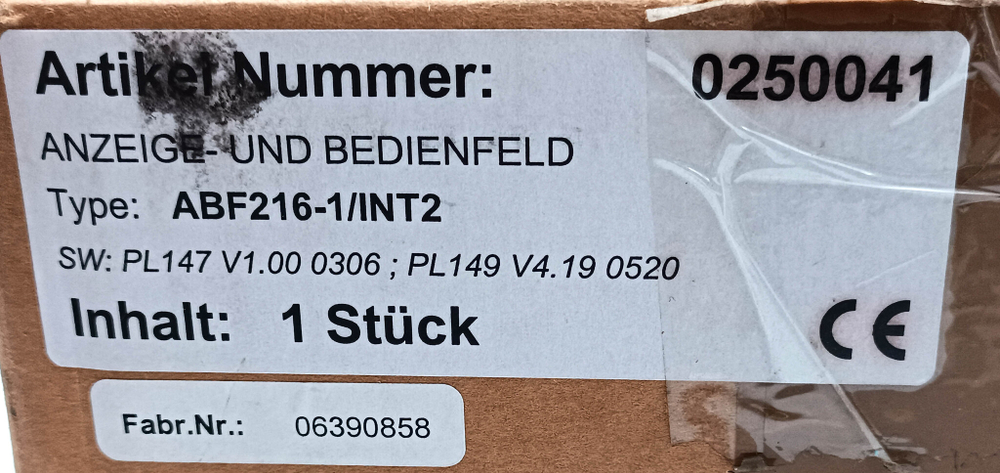 Artikel Nummer: 0250041
ANZEIGE- UND BEDIENFELD
Type: ABF216-1/INT2
SW: PL147 V1.00 0306 ; PL149 V4.19 0520
Inhalt: 1 Stück CE
Fabr.Nr.: 06390858